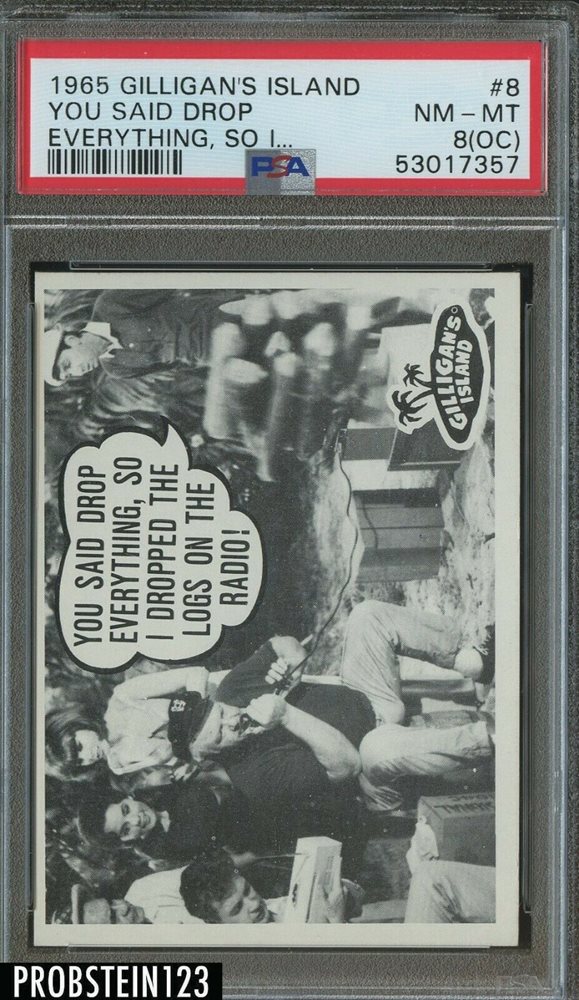 1965 GILLIGAN'S ISLAND #8
YOU SAID DROP NM - MT
EVERYTHING, SO I... 8(OC)
PSA 53017357
GILLIGAN'S
ISLAND
YOU SAID DROP
EVERYTHING, SO
I DROPPED THE
LOGS ON THE
RADIO!
PROBSTEIN123